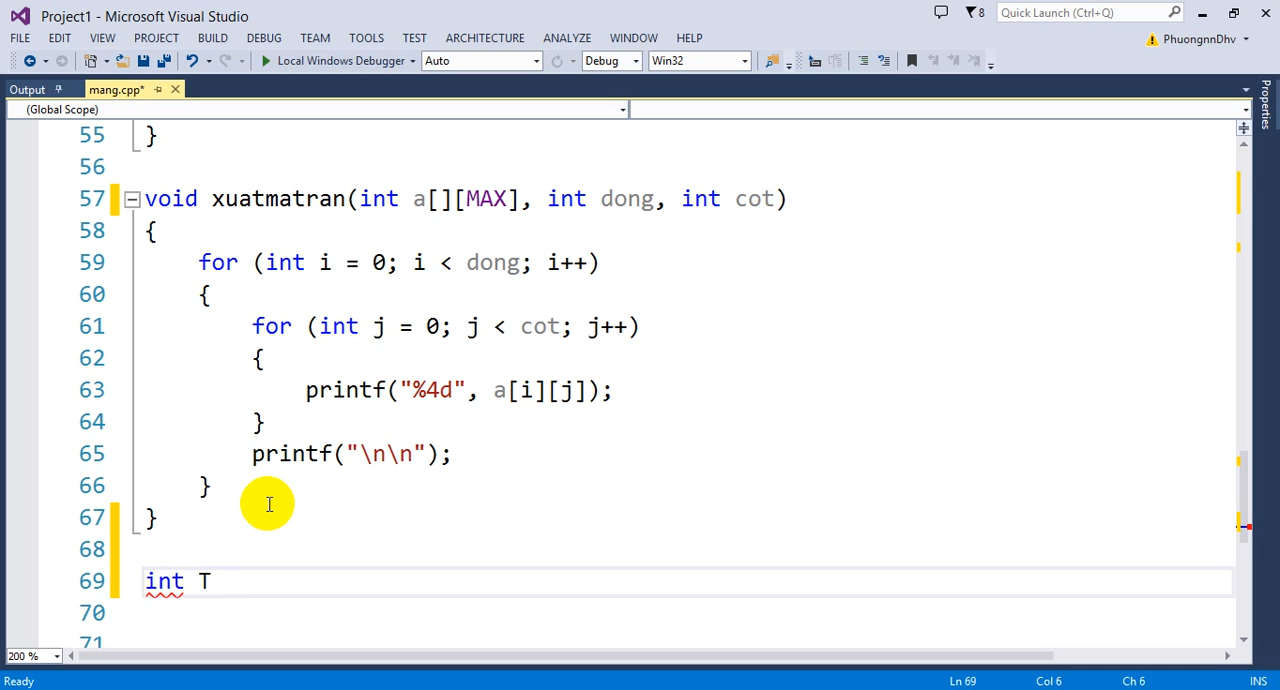 Project1 - Microsoft Visual Studio
8
Quick Launch (Ctrl+Q)
FILE EDIT VIEW PROJECT BUILD DEBUG TEAM TOOLS TEST ARCHITECTURE ANALYZE WINDOW HELP
PhuongnnDhv
Local Windows Debugger Auto Debug Win32
Output mang.cpp*
Properties
(Global Scope)
55 }
56
57 void xuatmatran(int a[][MAX], int dong, int cot)
58 {
59 for (int i = 0; i < dong; i++)
60 {
61 for (int j = 0; j < cot; j++)
62 {
63 printf("%4d", a[i][j]);
64 }
65 printf("\n\n");
66 }
67 }
68
69 int T
70
71
200 %
Ready Ln 69 Col 6 Ch 6 INS